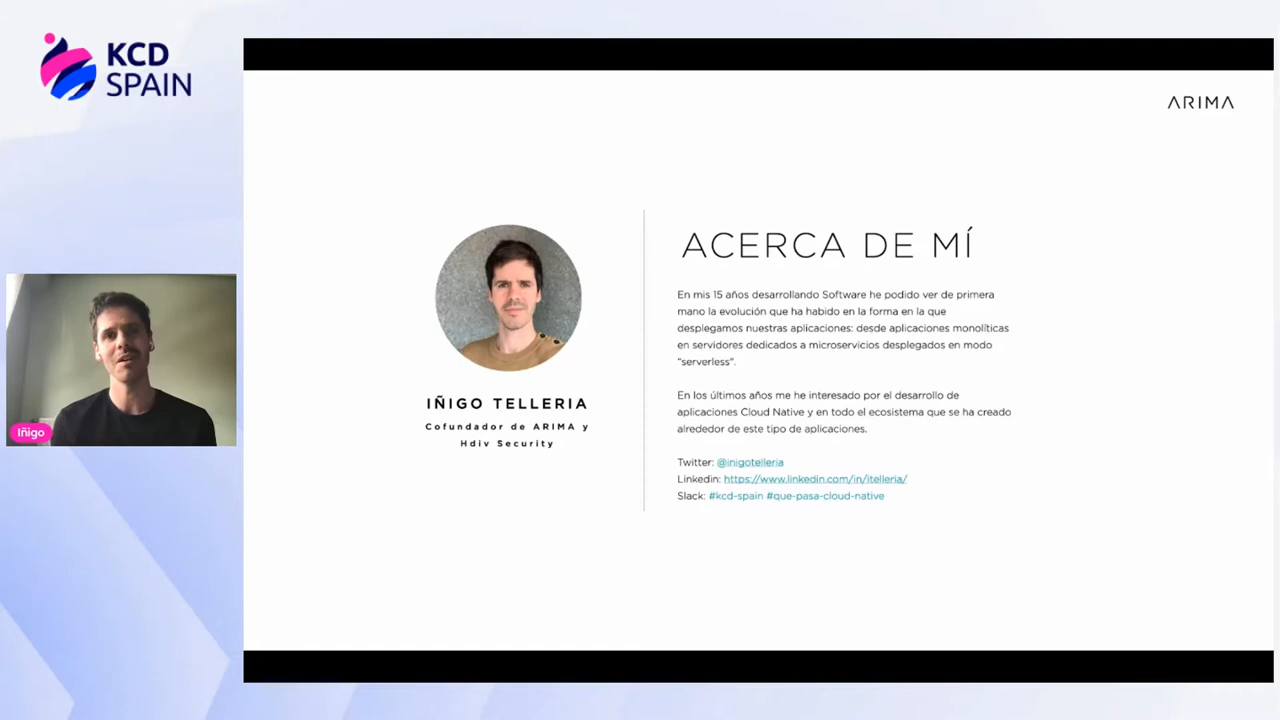 KCD
SPAIN
ARIMA
ACERCA DE MÍ
En mis 15 años desarrollando Software he podido ver de primera
mano la evolución que ha habido en la forma en la que
desplegamos nuestras aplicaciones: desde aplicaciones monolíticas
en servidores dedicados a microservicios desplegados en modo
“serverless”.
En los últimos años me he interesado por el desarrollo de
aplicaciones Cloud Native y en todo el ecosistema que se ha creado
alrededor de este tipo de aplicaciones.
Twitter: @inigotelleria
Linkedin: https://www.linkedin.com/in/itelleria/
Slack: #kcd-spain #que-pasa-cloud-native
IÑIGO TELLERIA
Cofundador de ARIMA y
Hdiv Security
Iñigo